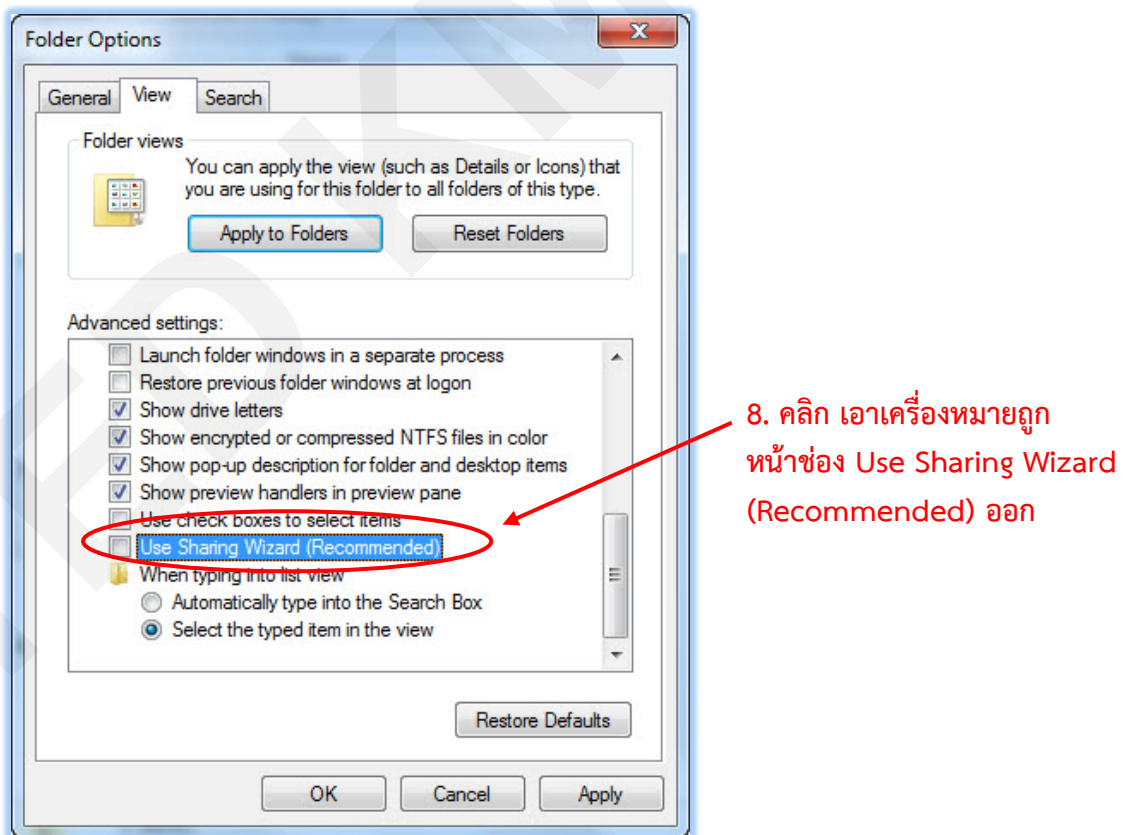 Folder Options
General View Search
Folder views
You can apply the view (such as Details or Icons) that
you are using for this folder to all folders of this type.
Apply to Folders Reset Folders
Advanced settings:
Launch folder windows in a separate process
Restore previous folder windows at logon
Show drive letters
Show encrypted or compressed NTFS files in color
Show pop-up description for folder and desktop items
Show preview handlers in preview pane
Use check boxes to select items
Use Sharing Wizard (Recommended)
When typing into list view
Automatically type into the Search Box
Select the typed item in the view
Restore Defaults
OK Cancel Apply
8. คลิก เอาเครื่องหมายถูก
หน้าช่อง Use Sharing Wizard
(Recommended) ออก